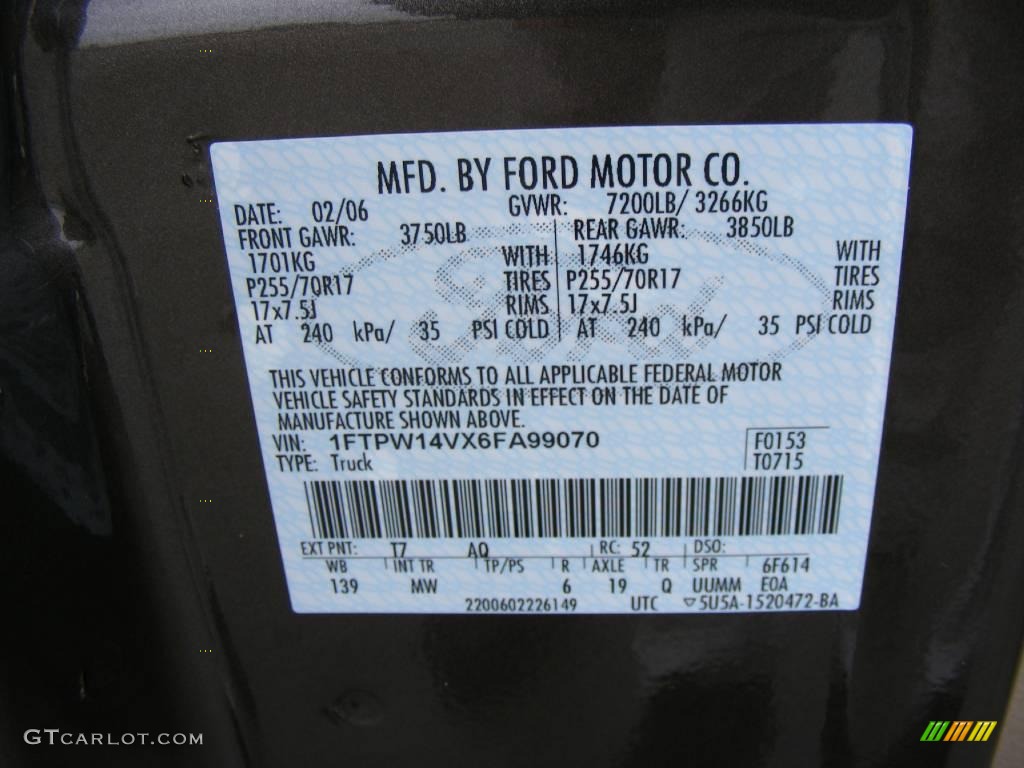 MFD. BY FORD MOTOR CO.
DATE: 02/06 GVWR: 7200LB/ 3266KG
FRONT GAWR: 3750LB REAR GAWR: 3850LB
1701KG WITH 1746KG WITH
P255/70R17 TIRES P255/70R17 TIRES
17x7.5J RIMS 17x7.5J RIMS
AT 240 kPa/ 35 PSI COLD AT 240 kPa/ 35 PSI COLD
THIS VEHICLE CONFORMS TO ALL APPLICABLE FEDERAL MOTOR
VEHICLE SAFETY STANDARDS IN EFFECT ON THE DATE OF
MANUFACTURE SHOWN ABOVE.
VIN: 1FTPW14VX6FA99070 F0153
TYPE: Truck T0715
EXT PNT: T7 AQ RC: 52 DSO:
WB INT TR TP/PS R AXLE TR SPR 6F614
139 MW 6 19 Q UUMM EOA
2200602226149 UTC ▽5U5A-1520472-BA
GTCARLOT.COM